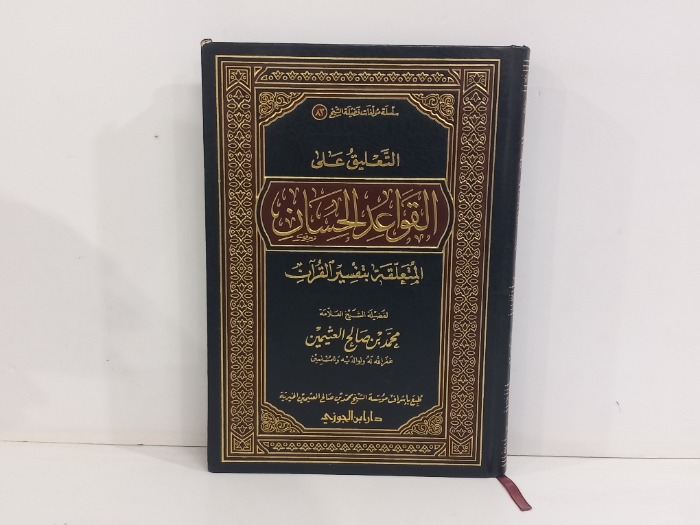 سلسلة مؤلفات فضيلة الشيخ ٨٣
التعليق على
القواعد الحسان
المتعلقة بتفسير القرآن
لفضيلة الشيخ العلامة
محمد بن صالح العثيمين
غفر الله له ولوالديه وللمسلمين
طبع بإشراف مؤسسة الشيخ محمد بن صالح العثيمين الخيرية
دار ابن الجوزي